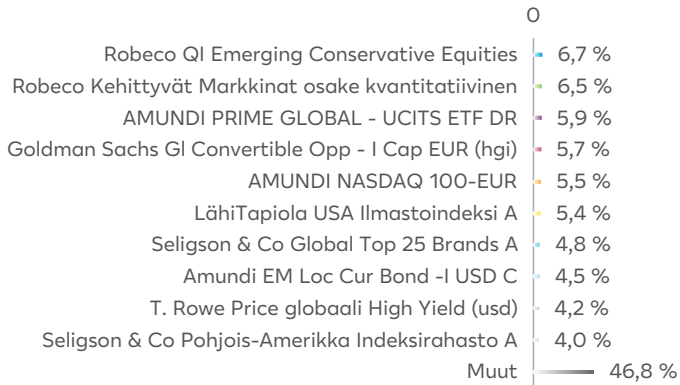 0
Robeco QI Emerging Conservative Equities 6,7 %
Robeco Kehittyvät Markkinat osake kvantitatiivinen 6,5 %
AMUNDI PRIME GLOBAL - UCITS ETF DR 5,9 %
Goldman Sachs Gl Convertible Opp - I Cap EUR (hgi) 5,7 %
AMUNDI NASDAQ 100-EUR 5,5 %
LähiTapiola USA Ilmastoindeksi A 5,4 %
Seligson & Co Global Top 25 Brands A 4,8 %
Amundi EM Loc Cur Bond -I USD C 4,5 %
T. Rowe Price globaali High Yield (usd) 4,2 %
Seligson & Co Pohjois-Amerikka Indeksirahasto A 4,0 %
Muut 46,8 %